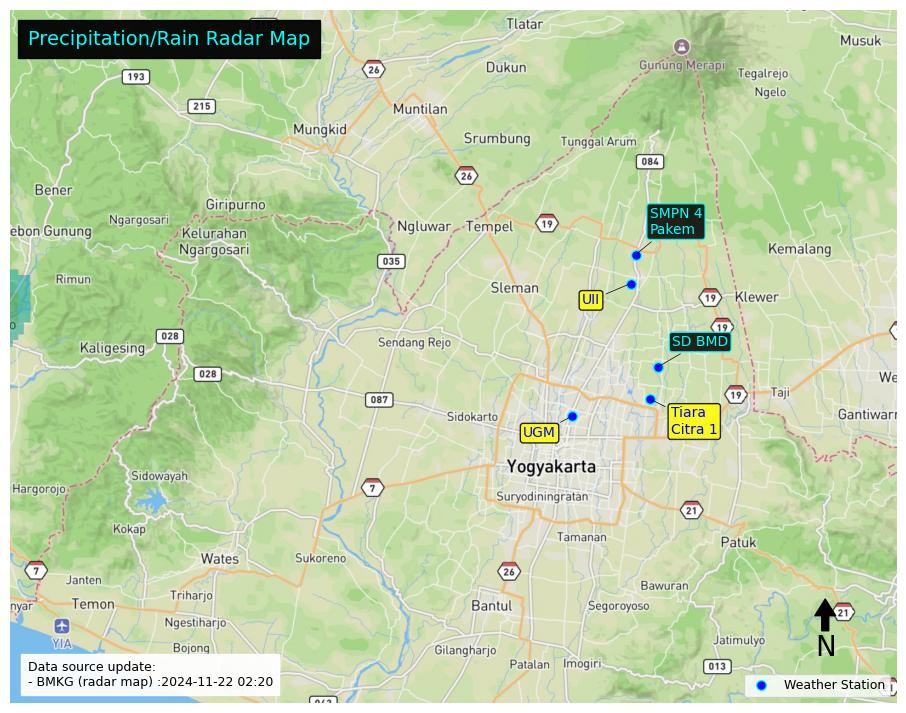 Precipitation/Rain Radar Map
Tlatar
Musuk
193
26
Dukun
Gunung Merapi
Tegalrejo
Ngelo
215
Muntilan
Mungkid
Srumbung
Tunggal Arum
084
26
Bener
Giripurno
Ngargosari
Kelurahan
Ngargosari
Ngluwar
Tempel
19
SMPN 4
Pakem
ebon Gunung
Kemalang
035
Rimun
Sleman
UII
19
Klewer
19
028
Kaligesing
Sendang Rejo
SD BMD
028
We
087
Sidokarto
19
Taji
Gantiwarn
UGM
Tiara
Citra 1
Yogyakarta
Sidowayah
Hargorojo
7
Suryodiningratan
21
Kokap
Tamanan
Patuk
Wates
Sukoreno
7
Janten
26
Bawuran
Triharjo
nyar
Temon
Bantul
Segoroyoso
21
Ngestiharjo
YIA
Jatimulyo
N
Bojong
Gilangharjo
Data source update:
- BMKG (radar map) :2024-11-22 02:20
Patalan
Imogiri
013
Weather Station